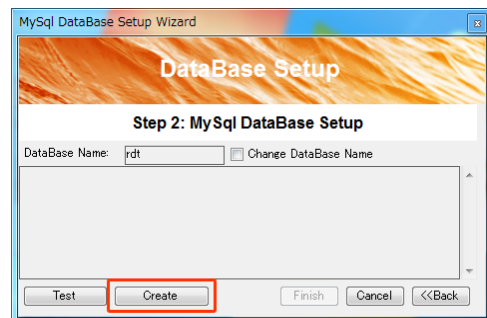 MySql DataBase Setup Wizard
DataBase Setup
Step 2: MySql DataBase Setup
DataBase Name: rdt Change DataBase Name
Test Create Finish Cancel <<Back